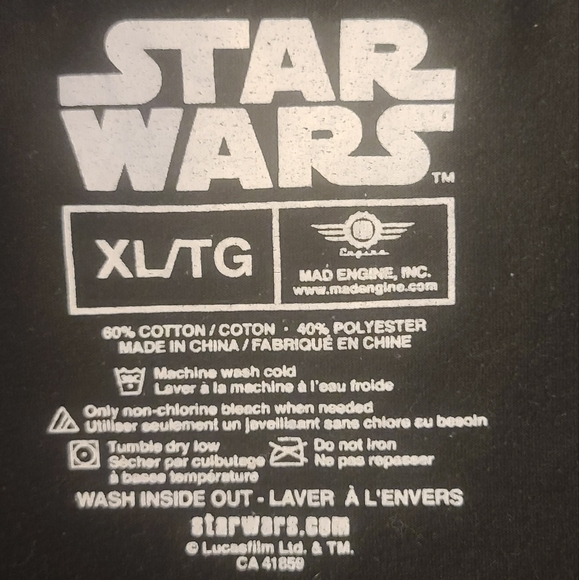 STAR
WARS
TM
XL/TG
Engine
MAD ENGINE, INC.
www.madengine.com
60% COTTON / COTON · 40% POLYESTER
MADE IN CHINA / FABRIQUÉ EN CHINE
Machine wash cold
Laver à la machine à l'eau froide
Only non-chlorine bleach when needed
Utiliser seulement un javellisant sans chlore au besoin
Tumble dry low
Sécher par culbutage
à basse température
Do not iron
Ne pas repasser
WASH INSIDE OUT - LAVER À L'ENVERS
starwars.com
© Lucasfilm Ltd. & TM.
CA 41859